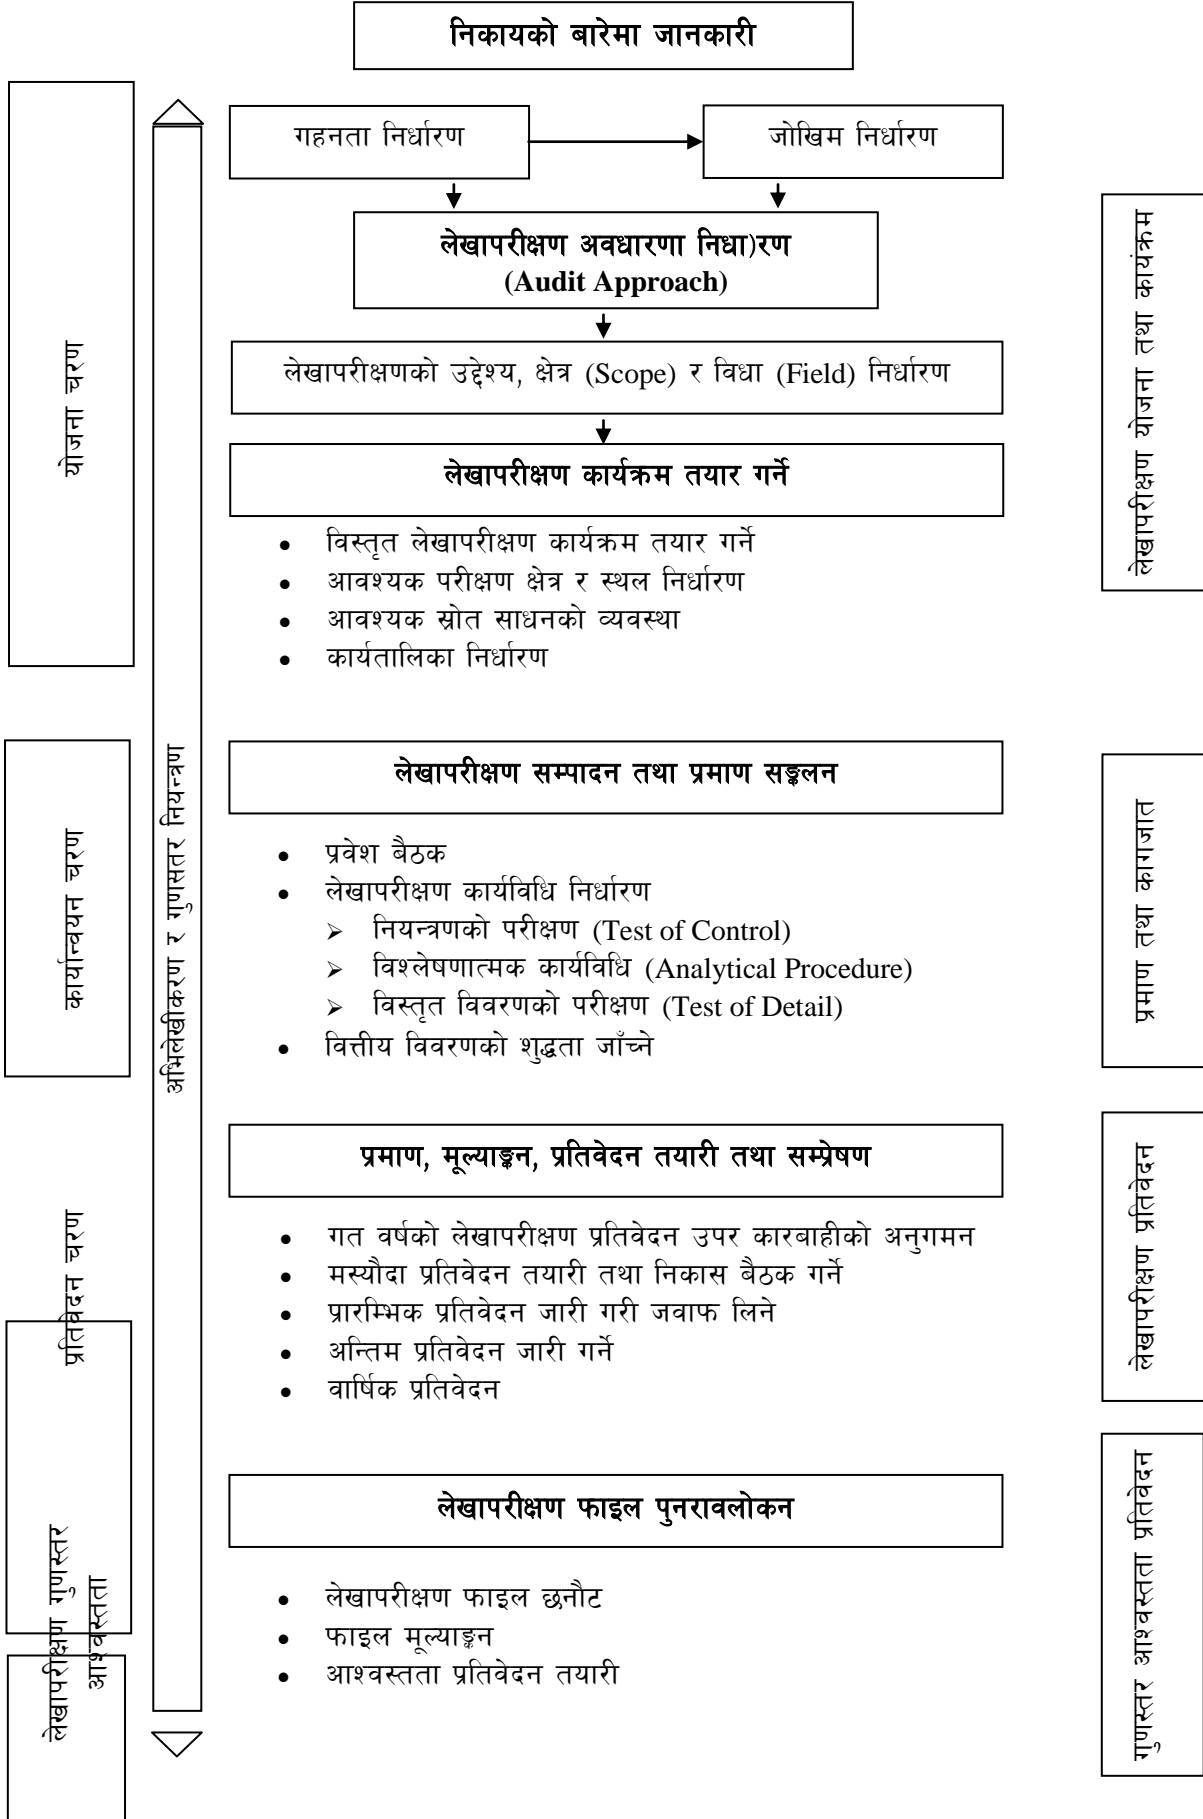 निकायको बारेमा जानकारी
गहनता निर्धारण
जोखिम निर्धारण
लेखापरीक्षण अवधारणा निधा)रण
(Audit Approach)
लेखापरीक्षणको उद्देश्य, क्षेत्र (Scope) र विधा (Field) निर्धारण
लेखापरीक्षण कार्यक्रम तयार गर्ने
• विस्तृत लेखापरीक्षण कार्यक्रम तयार गर्ने
• आवश्यक परीक्षण क्षेत्र र स्थल निर्धारण
• आवश्यक स्रोत साधनको व्यवस्था
• कार्यतालिका निर्धारण
योजना चरण
लेखापरीक्षण योजना तथा कार्यक्रम
अभिलेखीकरण र गुणसतर नियन्त्रण
लेखापरीक्षण सम्पादन तथा प्रमाण सङ्कलन
• प्रवेश बैठक
• लेखापरीक्षण कार्यविधि निर्धारण
➢ नियन्त्रणको परीक्षण (Test of Control)
➢ विश्लेषणात्मक कार्यविधि (Analytical Procedure)
➢ विस्तृत विवरणको परीक्षण (Test of Detail)
• वित्तीय विवरणको शुद्धता जाँच्ने
कार्यान्वयन चरण
प्रमाण तथा कागजात
प्रमाण, मूल्याङ्कन, प्रतिवेदन तयारी तथा सम्प्रेषण
• गत वर्षको लेखापरीक्षण प्रतिवेदन उपर कारबाहीको अनुगमन
• मस्यौदा प्रतिवेदन तयारी तथा निकास बैठक गर्ने
• प्रारम्भिक प्रतिवेदन जारी गरी जवाफ लिने
• अन्तिम प्रतिवेदन जारी गर्ने
• वार्षिक प्रतिवेदन
प्रतिवेदन चरण
लेखापरीक्षण प्रतिवेदन
लेखापरीक्षण फाइल पुनरावलोकन
• लेखापरीक्षण फाइल छनौट
• फाइल मूल्याङ्कन
• आश्वस्तता प्रतिवेदन तयारी
लेखापरीक्षण गुणस्तर
आश्वस्तता
गुणस्तर आश्वस्तता प्रतिवेदन